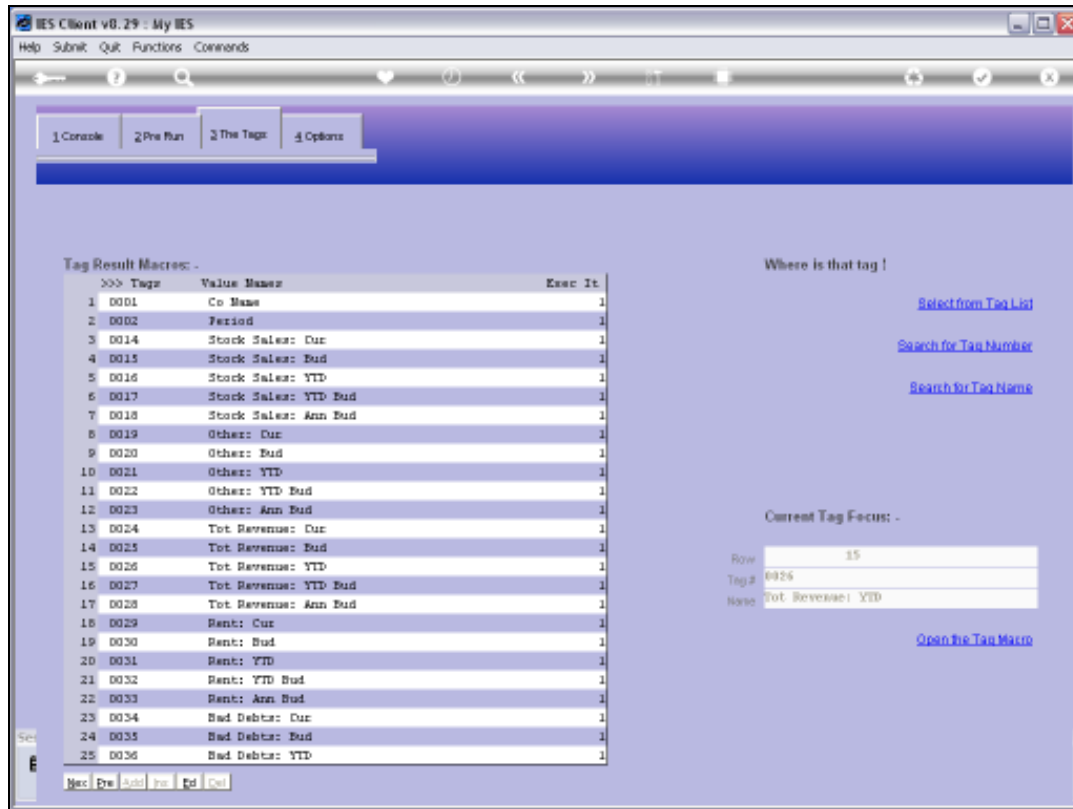 IES Client v8.29 : My IES
Help Submit Quit Functions Commands
1 Console 2 Pre Run 3 The Tags 4 Options
Tag Result Macros: -
>>> Tags Value Names Exec It
1 0001 Co Name 1
2 0002 Period 1
3 0014 Stock Sales: Cur 1
4 0015 Stock Sales: Bud 1
5 0016 Stock Sales: YTD 1
6 0017 Stock Sales: YTD Bud 1
7 0018 Stock Sales: Ann Bud 1
8 0019 Other: Cur 1
9 0020 Other: Bud 1
10 0021 Other: YTD 1
11 0022 Other: YTD Bud 1
12 0023 Other: Ann Bud 1
13 0024 Tot Revenue: Cur 1
14 0025 Tot Revenue: Bud 1
15 0026 Tot Revenue: YTD 1
16 0027 Tot Revenue: YTD Bud 1
17 0028 Tot Revenue: Ann Bud 1
18 0029 Rent: Cur 1
19 0030 Rent: Bud 1
20 0031 Rent: YTD 1
21 0032 Rent: YTD Bud 1
22 0033 Rent: Ann Bud 1
23 0034 Bad Debts: Cur 1
24 0035 Bad Debts: Bud 1
25 0036 Bad Debts: YTD 1
Nex Pre Add Ins Ed Del
Where is that tag !
Select from Tag List
Search for Tag Number
Search for Tag Name
Current Tag Focus: -
Row 15
Tag # 0026
Name Tot Revenue: YTD
Open the Tag Macro